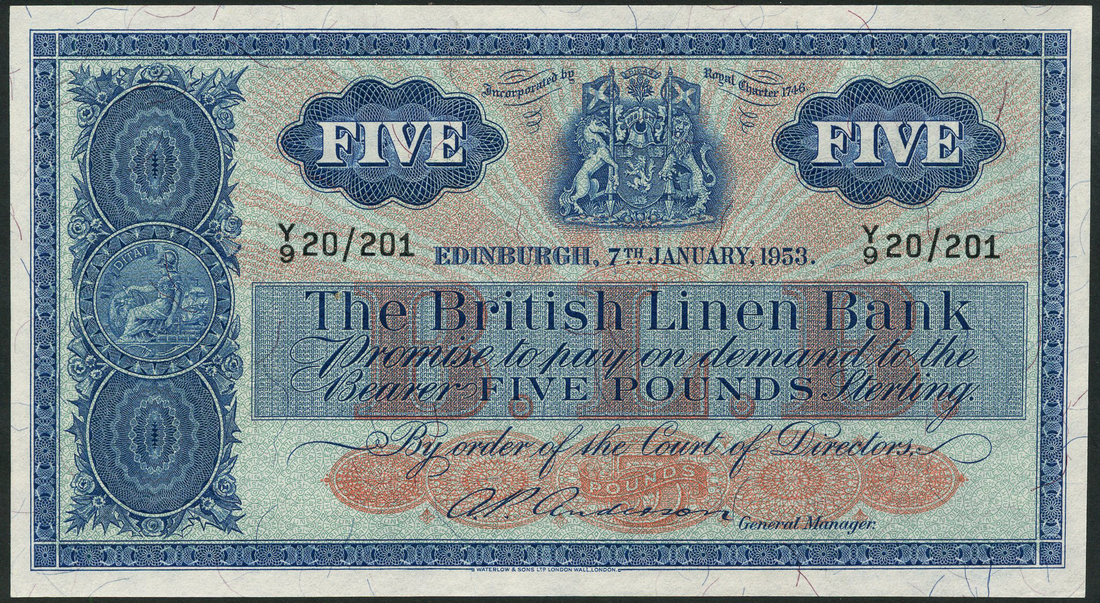 Incorporated by Royal Charter 1746.
FIVE FIVE
Y/9 20/201 Y/9 20/201
EDINBURGH, 7TH JANUARY, 1953.
The British Linen Bank
Promise to pay on demand to the
Bearer FIVE POUNDS Sterling.
B.L.B.
By order of the Court of Directors,
5
POUNDS
A.P. Anderson
General Manager.
WATERLOW & SONS LTD LONDON WALL, LONDON.